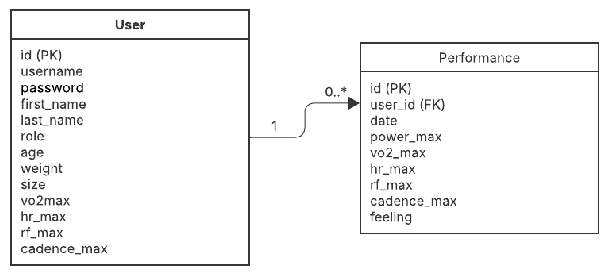 User
id (PK)
username
password
first_name
last_name
role
age
weight
size
vo2max
hr_max
rf_max
cadence_max
1
0..*
Performance
id (PK)
user_id (FK)
date
power_max
vo2_max
hr_max
rf_max
cadence_max
feeling